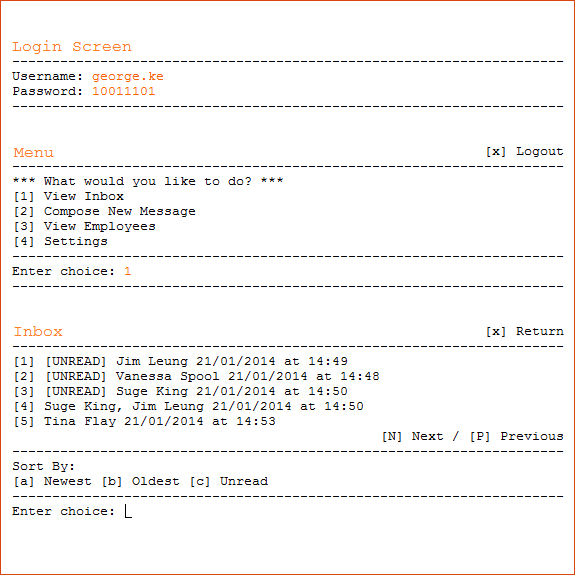 Login Screen
Username: george.ke
Password: 10011101
Menu [x] Logout
*** What would you like to do? ***
[1] View Inbox
[2] Compose New Message
[3] View Employees
[4] Settings
Enter choice: 1
Inbox [x] Return
[1] [UNREAD] Jim Leung 21/01/2014 at 14:49
[2] [UNREAD] Vanessa Spool 21/01/2014 at 14:48
[3] [UNREAD] Suge King 21/01/2014 at 14:50
[4] Suge King, Jim Leung 21/01/2014 at 14:50
[5] Tina Flay 21/01/2014 at 14:53
[N] Next / [P] Previous
Sort By:
[a] Newest [b] Oldest [c] Unread
Enter choice: